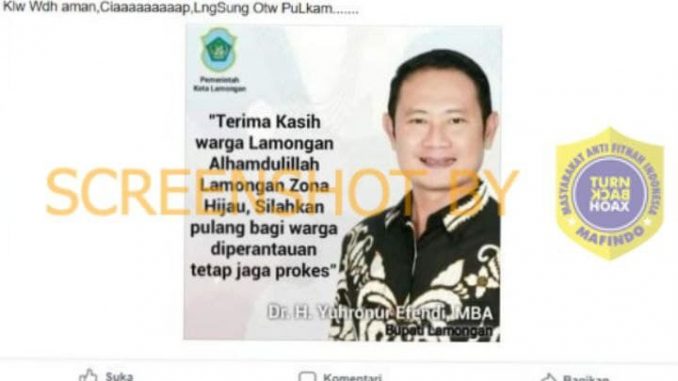 Klw Wdh aman,Ciaaaaaaaaap,LngSung Otw PuLkam.......
Pemerintah
Kota Lamongan
"Terima Kasih
warga Lamongan
Alhamdulillah
Lamongan Zona
Hijau, Silahkan
pulang bagi warga
diperantauan
tetap jaga prokes"
SCREENSHOT BY
MASYARAKAT ANTI FITNAH INDONESIA
TURN
BACK
HOAX
MAFINDO
Dr. H. Yuhronur Efendi, MBA
Bupati Lamongan
Suka
Komentari
Bagikan